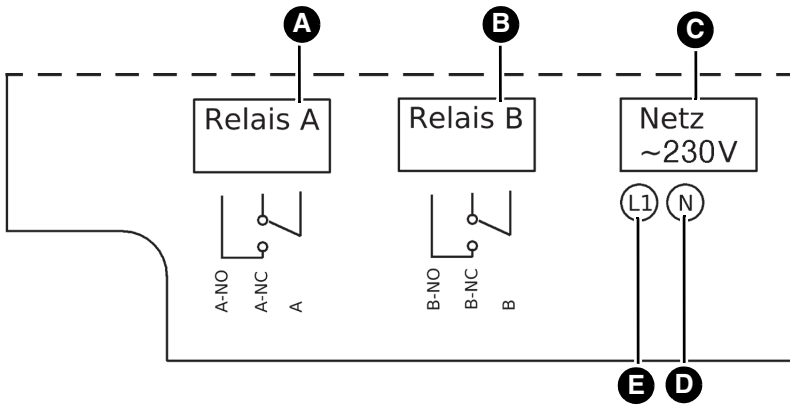 A
B
C
Relais A
Relais B
Netz
~230V
L1
N
A-NO
A-NC
A
B-NO
B-NC
B
E
D